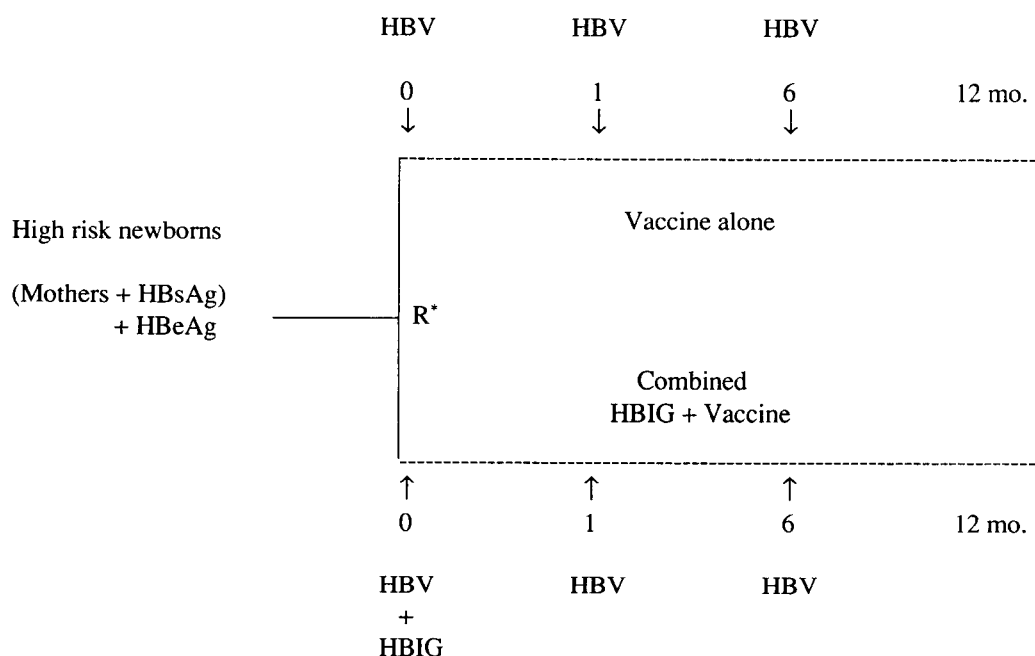 HBV HBV HBV
0 1 6 12 mo.
↓ ↓ ↓
High risk newborns
Vaccine alone
(Mothers + HBsAg)
+ HBeAg
R*
Combined
HBIG + Vaccine
↑ ↑ ↑
0 1 6 12 mo.
HBV HBV HBV
+
HBIG